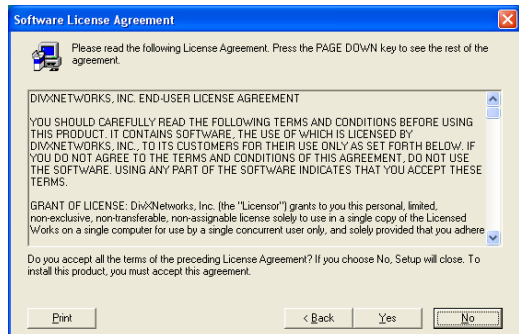 Software License Agreement
Please read the following License Agreement. Press the PAGE DOWN key to see the rest of the
agreement.
DIVXNETWORKS, INC. END-USER LICENSE AGREEMENT
YOU SHOULD CAREFULLY READ THE FOLLOWING TERMS AND CONDITIONS BEFORE USING
THIS PRODUCT. IT CONTAINS SOFTWARE, THE USE OF WHICH IS LICENSED BY
DIVXNETWORKS, INC., TO ITS CUSTOMERS FOR THEIR USE ONLY AS SET FORTH BELOW. IF
YOU DO NOT AGREE TO THE TERMS AND CONDITIONS OF THIS AGREEMENT, DO NOT USE
THE SOFTWARE. USING ANY PART OF THE SOFTWARE INDICATES THAT YOU ACCEPT THESE
TERMS.
GRANT OF LICENSE: DivXNetworks, Inc. (the "Licensor") grants to you this personal, limited,
non-exclusive, non-transferable, non-assignable license solely to use in a single copy of the Licensed
Works on a single computer for use by a single concurrent user only, and solely provided that you adhere
Do you accept all the terms of the preceding License Agreement? If you choose No, Setup will close. To
install this product, you must accept this agreement.
Print
< Back
Yes
No